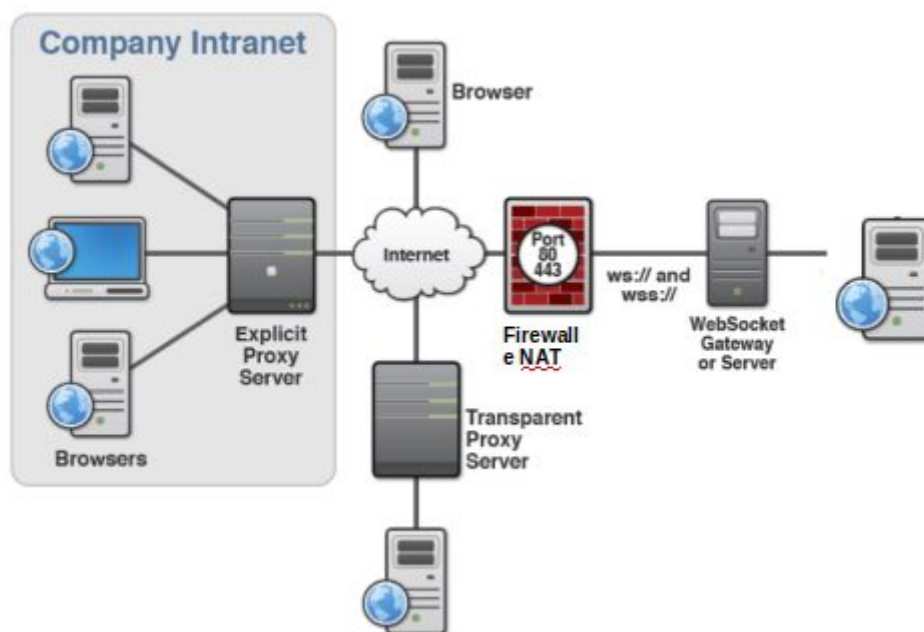 Company Intranet
Browser
Internet
Port
80
443
ws:// and
wss://
Explicit
Proxy
Server
Firewall
e NAT
WebSocket
Gateway
or Server
Browsers
Transparent
Proxy
Server